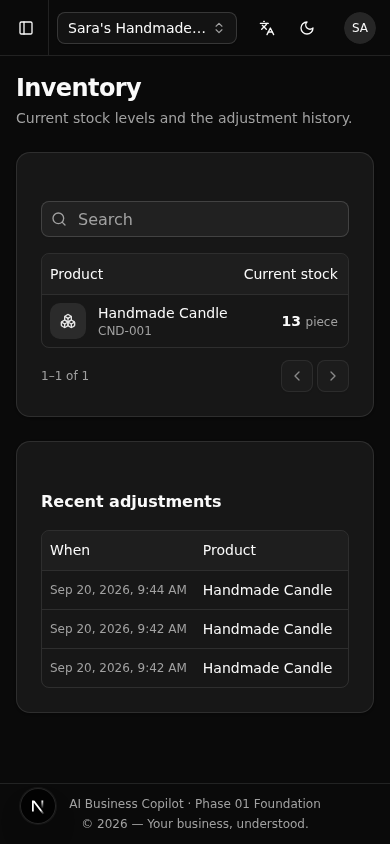 Sara's Handmade...
SA
Inventory
Current stock levels and the adjustment history.
Search
Product Current stock
Handmade Candle
CND-001
13 piece
1–1 of 1
Recent adjustments
When Product
Sep 20, 2026, 9:44 AM Handmade Candle
Sep 20, 2026, 9:42 AM Handmade Candle
Sep 20, 2026, 9:42 AM Handmade Candle
N
AI Business Copilot · Phase 01 Foundation
© 2026 — Your business, understood.